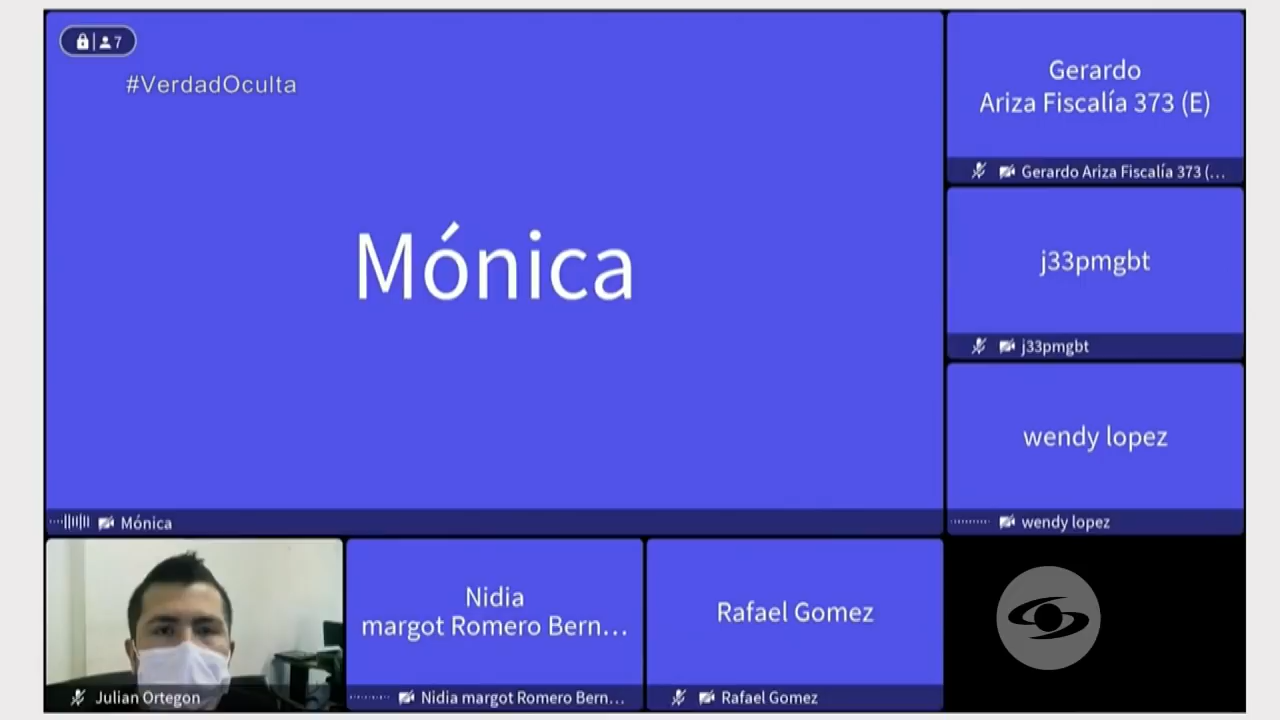 7
#VerdadOculta
Mónica
Mónica
Gerardo
Ariza Fiscalía 373 (E)
Gerardo Ariza Fiscalía 373 (...
j33pmgbt
j33pmgbt
wendy lopez
wendy lopez
Julian Ortegon
Nidia
margot Romero Bern...
Nidia margot Romero Bern...
Rafael Gomez
Rafael Gomez